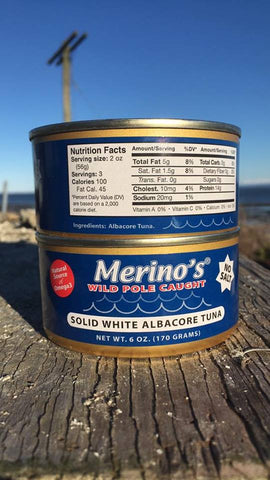 Nutrition Facts
Serving size: 2 oz
(56g)
Servings: 3
Calories 100
Fat Cal. 45
*Percent Daily Value (DV)
are based on a 2,000
calorie diet.
Amount/Serving %DV* Amount/Serving
Total Fat 5g 8% Total Carb. 0g
Sat. Fat 1.5g 8% Dietary Fiber 0g
Trans. Fat 0g Sugars 0g
Cholest. 10mg 4% Protein 14g
Sodium 20mg 1%
Vitamin A 0% • Vitamin C 0% • Calcium
Ingredients: Albacore Tuna.
Natural
Source
of
Omega3
Merino's®
WILD POLE CAUGHT
NO
SALT
SOLID WHITE ALBACORE TUNA
NET WT. 6 OZ. (170 GRAMS)